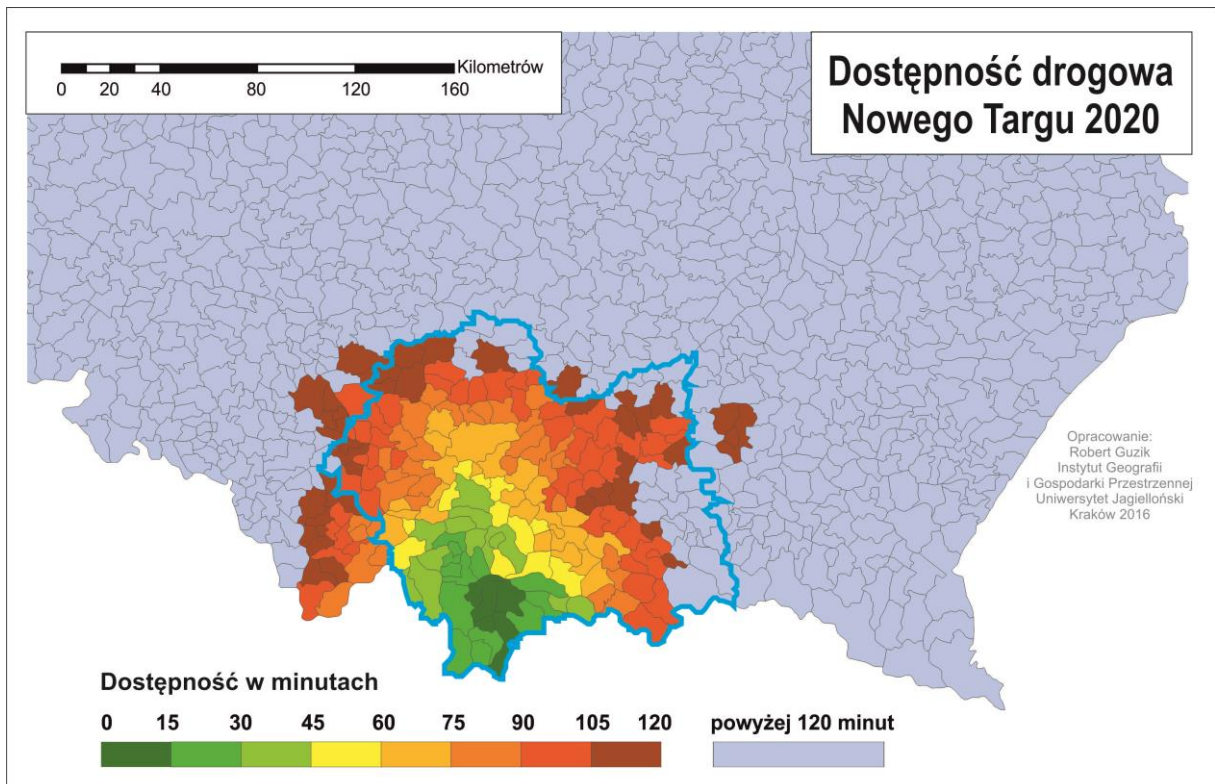 Kilometrów
0 20 40 80 120 160
Dostępność drogowa
Nowego Targu 2020
Opracowanie:
Robert Guzik
Instytut Geografii
i Gospodarki Przestrzennej
Uniwersytet Jagielloński
Kraków 2016
Dostępność w minutach
0 15 30 45 60 75 90 105 120 powyżej 120 minut